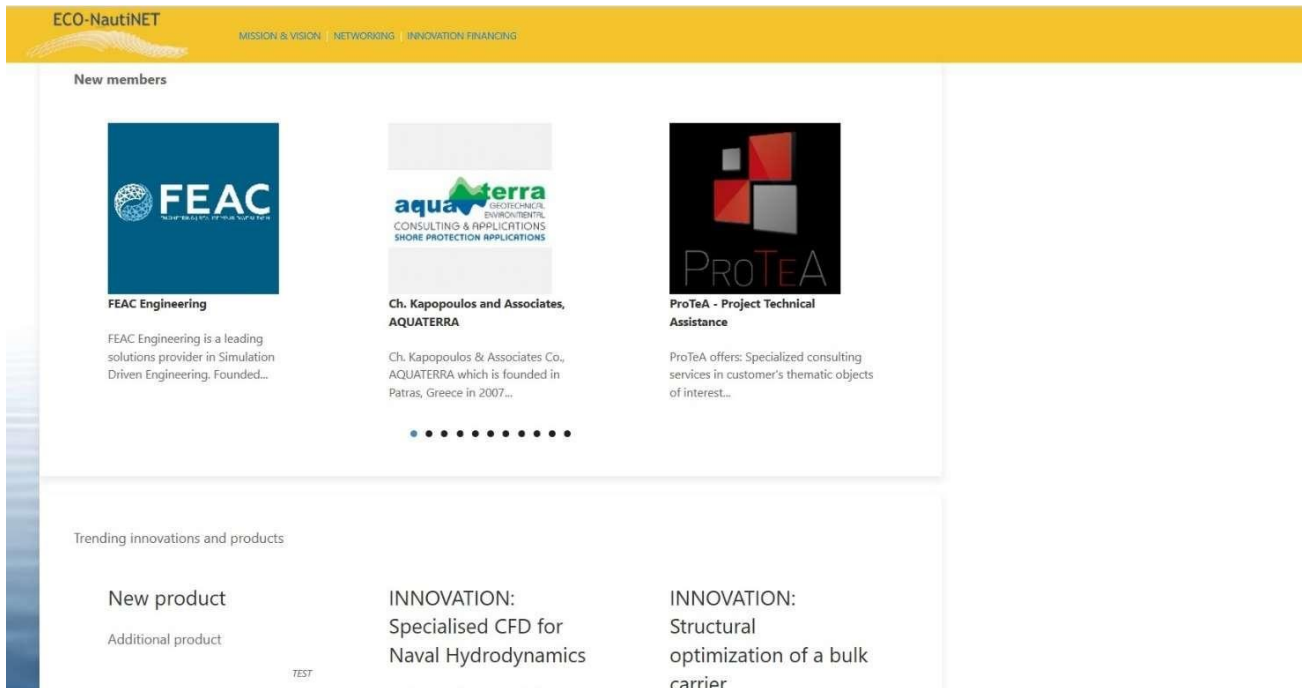 ECO-NautiNET
MISSION & VISION | NETWORKING | INNOVATION FINANCING
New members
FEAC
aquaterra
GEOTECHNICAL
ENVIRONMENTAL
CONSULTING & APPLICATIONS
SHORE PROTECTION APPLICATIONS
PROTEA
FEAC Engineering
FEAC Engineering is a leading
solutions provider in Simulation
Driven Engineering. Founded...
Ch. Kapopoulos and Associates,
AQUATERRA
Ch. Kapopoulos & Associates Co.,
AQUATERRA which is founded in
Patras, Greece in 2007...
ProTeA - Project Technical
Assistance
ProTeA offers: Specialized consulting
services in customer's thematic objects
of interest...
Trending innovations and products
New product
Additional product
TEST
INNOVATION:
Specialised CFD for
Naval Hydrodynamics
INNOVATION:
Structural
optimization of a bulk
carrier